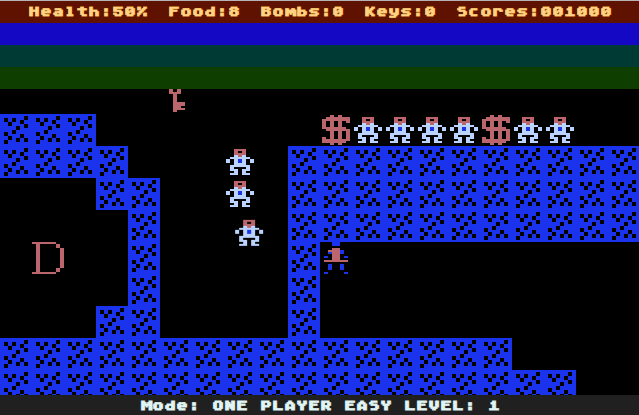 Health:50% Food:8 Bombs:0 Keys:0 Scores:001000
$ $
D
Mode: ONE PLAYER EASY LEVEL: 1